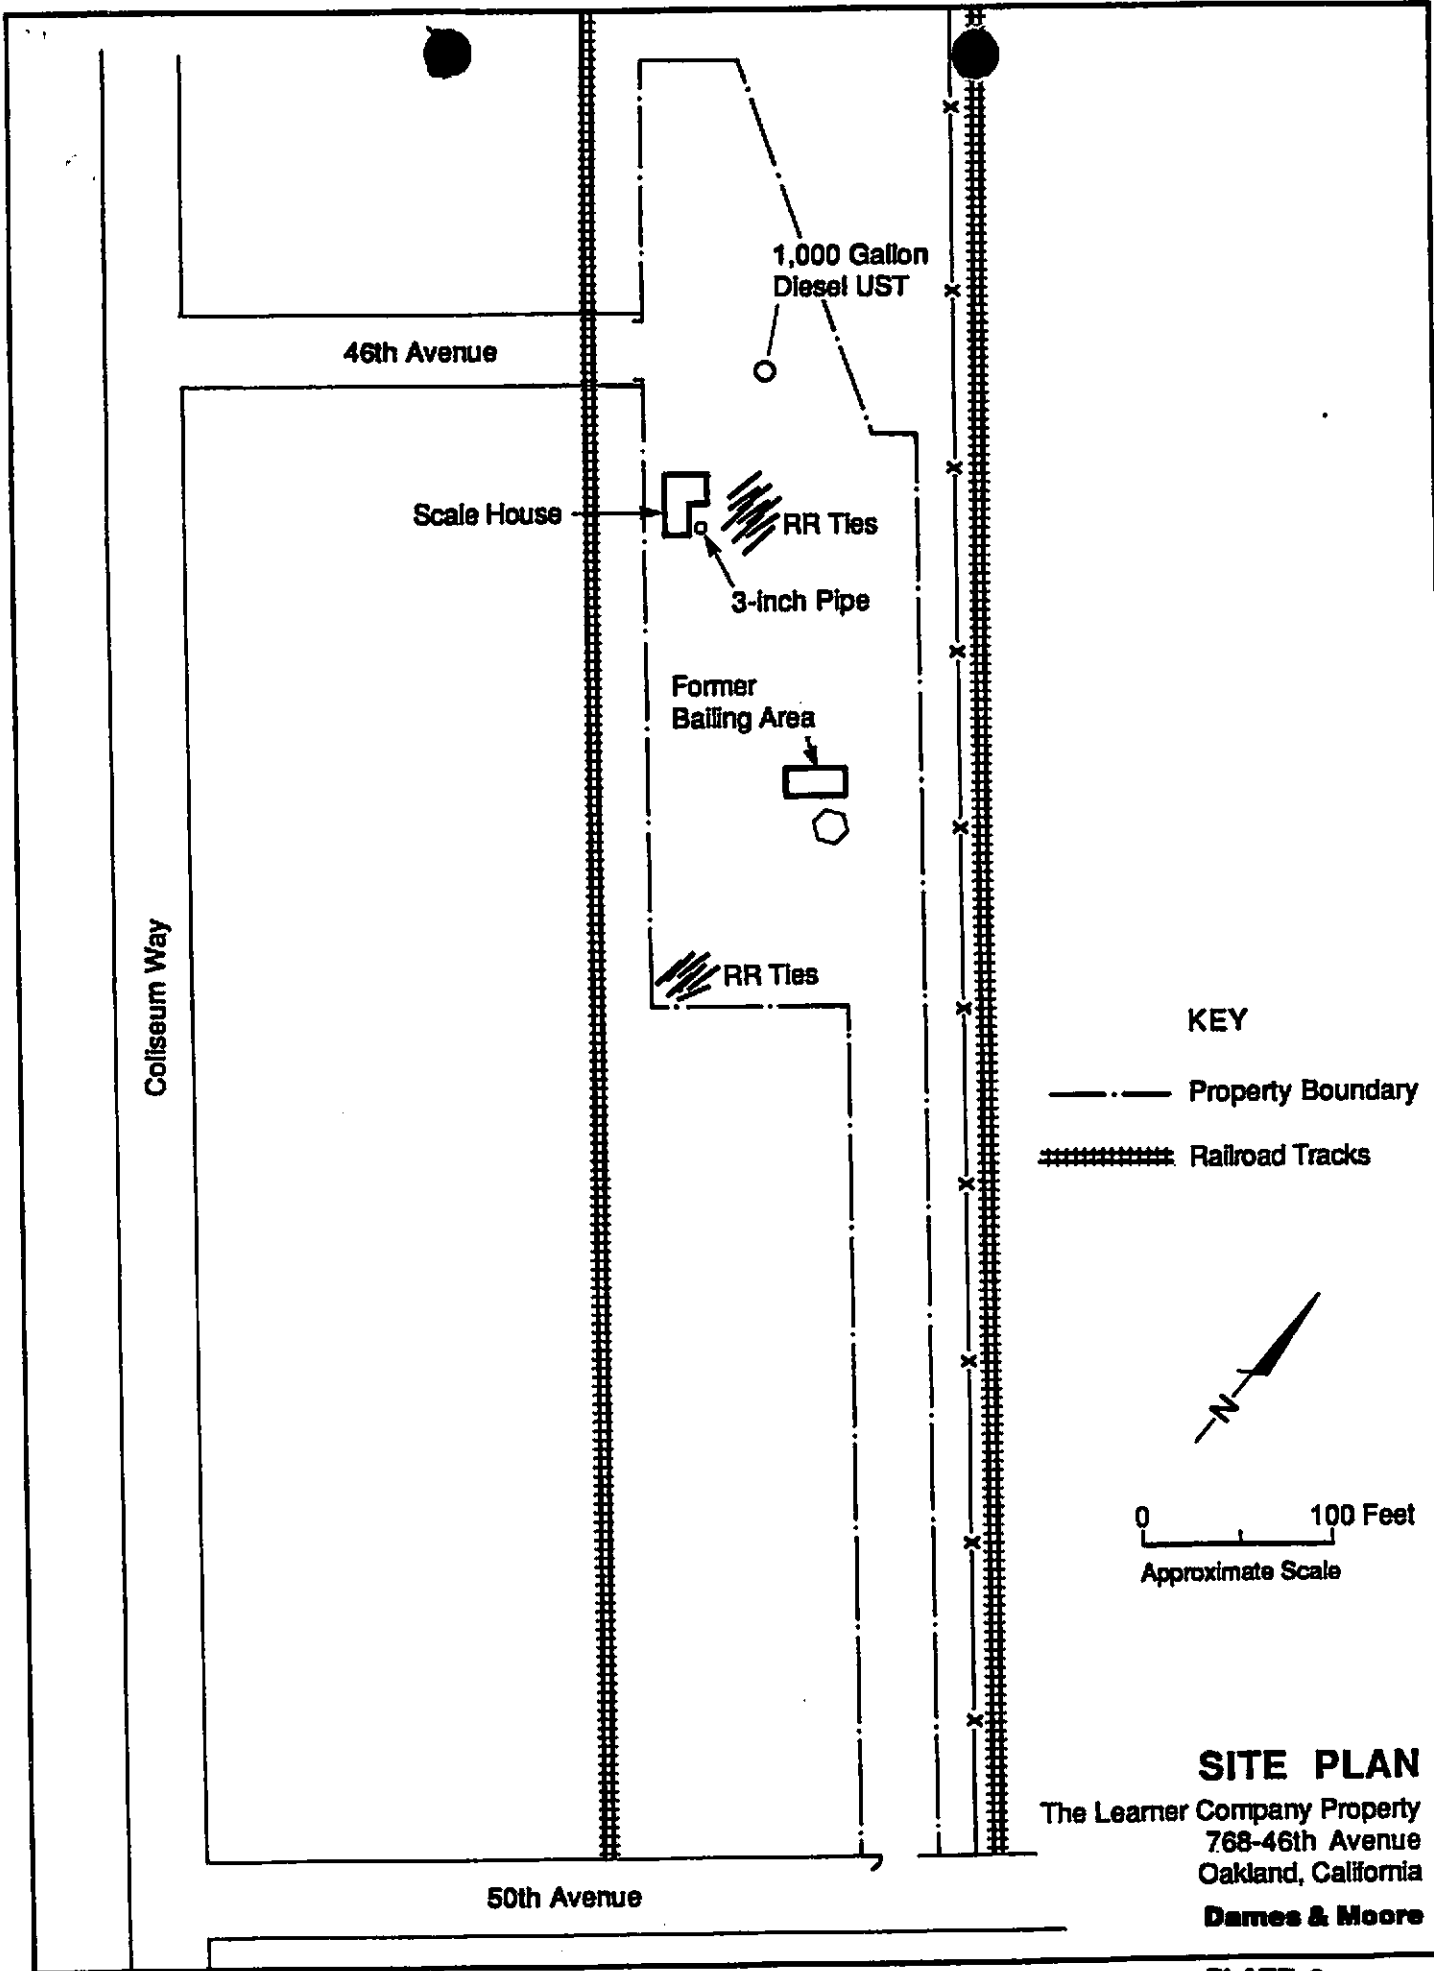 1,000 Gallon
Diesel UST
46th Avenue
Scale House
RR Ties
3-inch Pipe
Former
Bailing Area
RR Ties
Coliseum Way
KEY
Property Boundary
Railroad Tracks
N
0 100 Feet
Approximate Scale
SITE PLAN
The Learner Company Property
768-46th Avenue
Oakland, California
Dames & Moore
50th Avenue